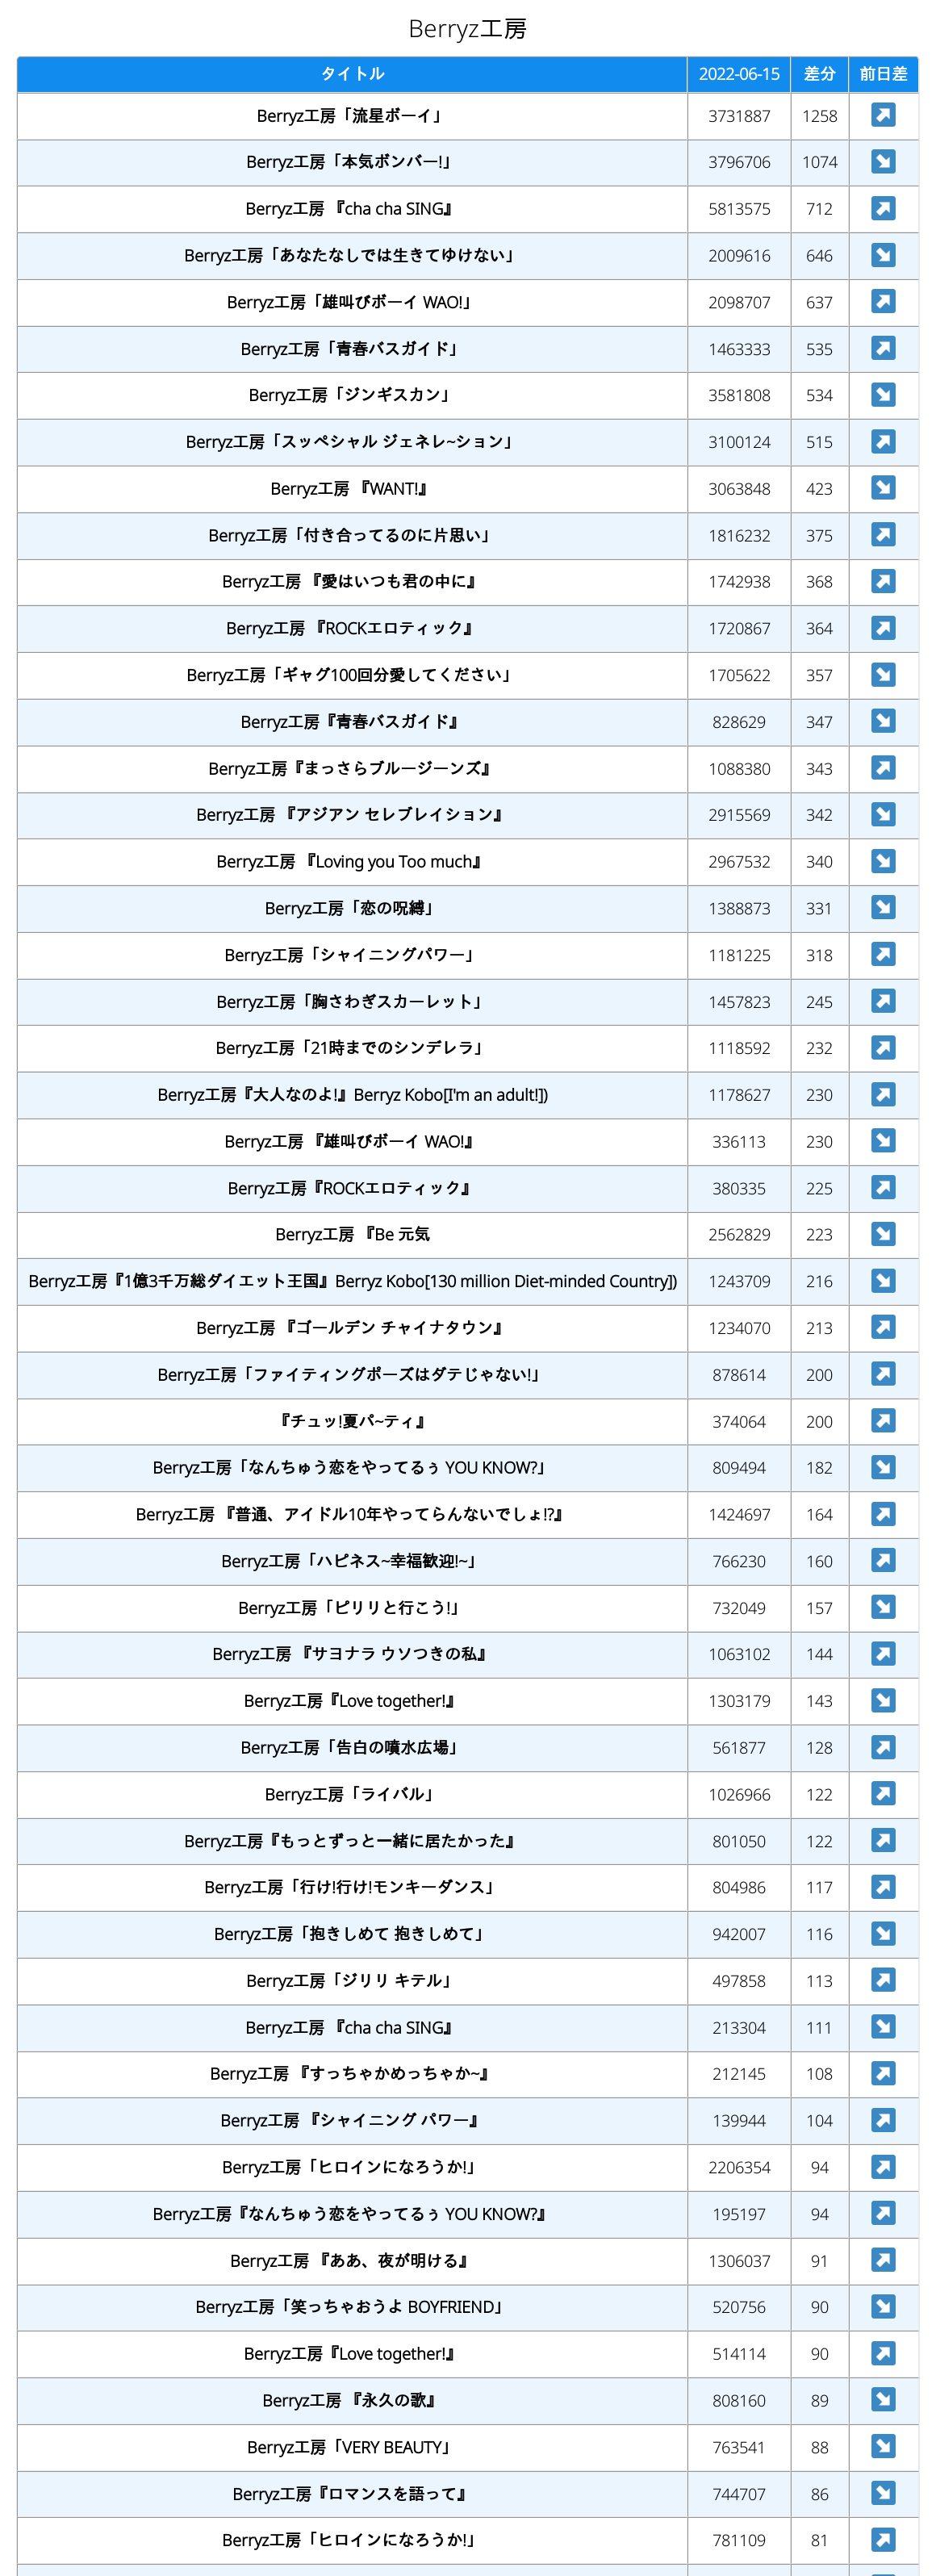 Berryz工房
タイトル 2022-06-15 差分 前日差
Berryz工房「流星ボーイ」 3731887 1258 ↗
Berryz工房「本気ボンバー!」 3796706 1074 ↘
Berryz工房 『cha cha SING』 5813575 712 ↗
Berryz工房「あなたなしでは生きてゆけない」 2009616 646 ↘
Berryz工房「雄叫びボーイ WAO!」 2098707 637 ↗
Berryz工房「青春バスガイド」 1463333 535 ↗
Berryz工房「ジンギスカン」 3581808 534 ↘
Berryz工房「スッペシャル ジェネレ~ション」 3100124 515 ↗
Berryz工房 『WANT!』 3063848 423 ↘
Berryz工房「付き合ってるのに片思い」 1816232 375 ↗
Berryz工房 『愛はいつも君の中に』 1742938 368 ↗
Berryz工房 『ROCKエロティック』 1720867 364 ↗
Berryz工房「ギャグ100回分愛してください」 1705622 357 ↘
Berryz工房『青春バスガイド』 828629 347 ↘
Berryz工房『まっさらブルージーンズ』 1088380 343 ↗
Berryz工房 『アジアン セレブレイション』 2915569 342 ↘
Berryz工房 『Loving you Too much』 2967532 340 ↘
Berryz工房「恋の呪縛」 1388873 331 ↘
Berryz工房「シャイニングパワー」 1181225 318 ↗
Berryz工房「胸さわぎスカーレット」 1457823 245 ↗
Berryz工房「21時までのシンデレラ」 1118592 232 ↗
Berryz工房『大人なのよ!』Berryz Kobo[I'm an adult!]) 1178627 230 ↗
Berryz工房 『雄叫びボーイ WAO!』 336113 230 ↘
Berryz工房『ROCKエロティック』 380335 225 ↗
Berryz工房 『Be 元気 2562829 223 ↘
Berryz工房『1億3千万総ダイエット王国』Berryz Kobo[130 million Diet-minded Country]) 1243709 216 ↘
Berryz工房 『ゴールデン チャイナタウン』 1234070 213 ↗
Berryz工房「ファイティングポーズはダテじゃない!」 878614 200 ↗
『チュッ!夏パ~ティ』 374064 200 ↗
Berryz工房「なんちゅう恋をやってるぅ YOU KNOW?」 809494 182 ↘
Berryz工房 『普通、アイドル10年やってらんないでしょ!?』 1424697 164 ↗
Berryz工房「ハピネス~幸福歓迎!~」 766230 160 ↗
Berryz工房「ピリリと行こう!」 732049 157 ↘
Berryz工房 『サヨナラ ウソつきの私』 1063102 144 ↗
Berryz工房『Love together!』 1303179 143 ↘
Berryz工房「告白の噴水広場」 561877 128 ↗
Berryz工房「ライバル」 1026966 122 ↗
Berryz工房『もっとずっと一緒に居たかった』 801050 122 ↗
Berryz工房「行け!行け!モンキーダンス」 804986 117 ↗
Berryz工房「抱きしめて 抱きしめて」 942007 116 ↘
Berryz工房「ジリリ キテル」 497858 113 ↗
Berryz工房 『cha cha SING』 213304 111 ↘
Berryz工房 『すっちゃかめっちゃか~』 212145 108 ↗
Berryz工房 『シャイニング パワー』 139944 104 ↗
Berryz工房「ヒロインになろうか!」 2206354 94 ↗
Berryz工房『なんちゅう恋をやってるぅ YOU KNOW?』 195197 94 ↗
Berryz工房 『ああ、夜が明ける』 1306037 91 ↗
Berryz工房「笑っちゃおうよ BOYFRIEND」 520756 90 ↘
Berryz工房『Love together!』 514114 90 ↗
Berryz工房 『永久の歌』 808160 89 ↘
Berryz工房「VERY BEAUTY」 763541 88 ↘
Berryz工房『ロマンスを語って』 744707 86 ↘
Berryz工房「ヒロインになろうか!」 781109 81 ↗